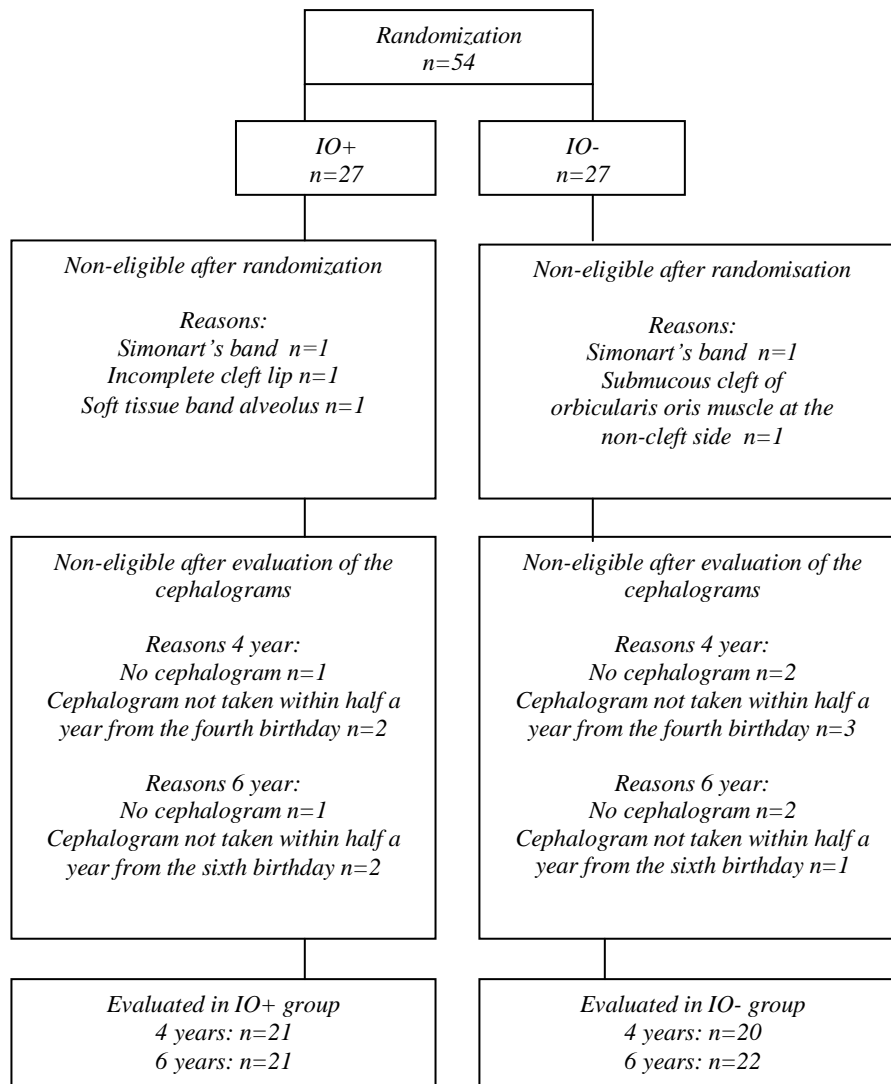 Randomization
n=54
IO+
n=27
IO-
n=27
Non-eligible after randomization
Reasons:
Simonart’s band n=1
Incomplete cleft lip n=1
Soft tissue band alveolus n=1
Non-eligible after randomisation
Reasons:
Simonart’s band n=1
Submucous cleft of
orbicularis oris muscle at the
non-cleft side n=1
Non-eligible after evaluation of the
cephalograms
Reasons 4 year:
No cephalogram n=1
Cephalogram not taken within half a
year from the fourth birthday n=2
Reasons 6 year:
No cephalogram n=1
Cephalogram not taken within half a
year from the sixth birthday n=2
Non-eligible after evaluation of the
cephalograms
Reasons 4 year:
No cephalogram n=2
Cephalogram not taken within half a
year from the fourth birthday n=3
Reasons 6 year:
No cephalogram n=2
Cephalogram not taken within half a
year from the sixth birthday n=1
Evaluated in IO+ group
4 years: n=21
6 years: n=21
Evaluated in IO- group
4 years: n=20
6 years: n=22